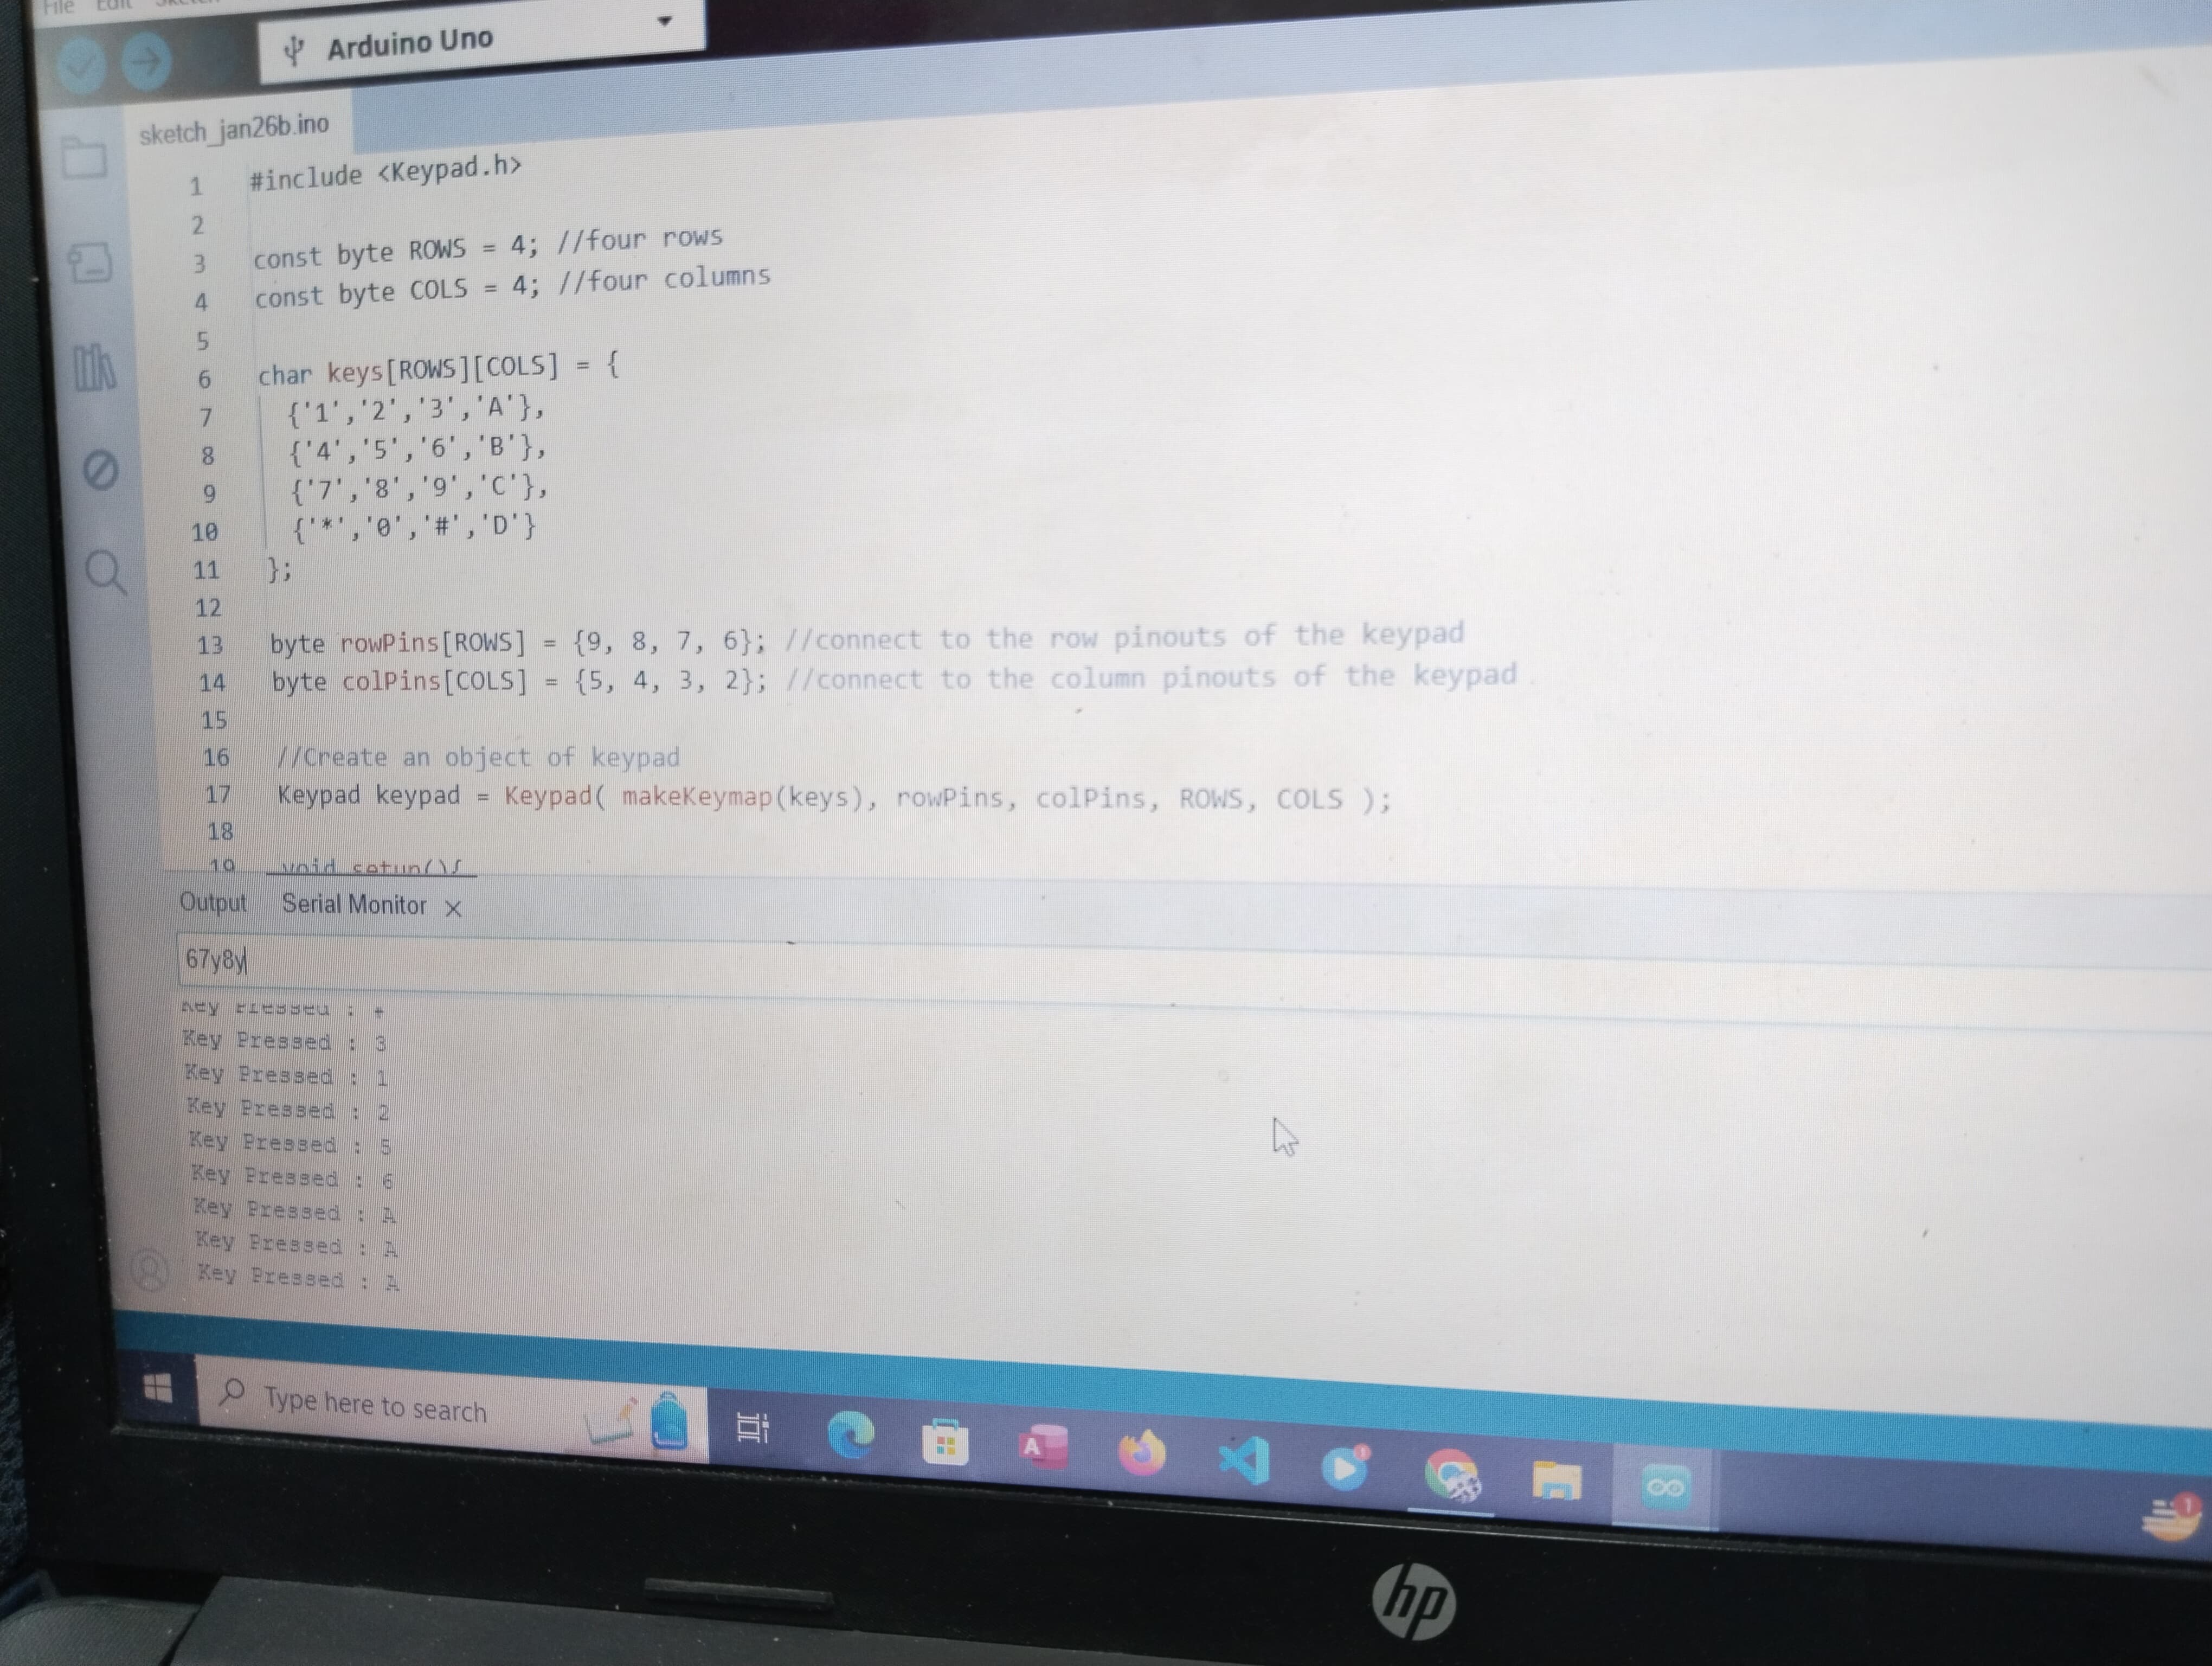 File Edit Sketch
Arduino Uno
sketch_jan26b.ino
1 #include <Keypad.h>
2
3 const byte ROWS = 4; //four rows
4 const byte COLS = 4; //four columns
5
6 char keys[ROWS][COLS] = {
7 {'1','2','3','A'},
8 {'4','5','6','B'},
9 {'7','8','9','C'},
10 {'*','0','#','D'}
11 };
12
13 byte rowPins[ROWS] = {9, 8, 7, 6}; //connect to the row pinouts of the keypad
14 byte colPins[COLS] = {5, 4, 3, 2}; //connect to the column pinouts of the keypad
15
16 //Create an object of keypad
17 Keypad keypad = Keypad( makeKeymap(keys), rowPins, colPins, ROWS, COLS );
18
19 void setup(){
Output Serial Monitor
67y8y
Key Pressed : #
Key Pressed : 3
Key Pressed : 1
Key Pressed : 2
Key Pressed : 5
Key Pressed : 6
Key Pressed : A
Key Pressed : A
Key Pressed : A
Type here to search
A
1
1
hp